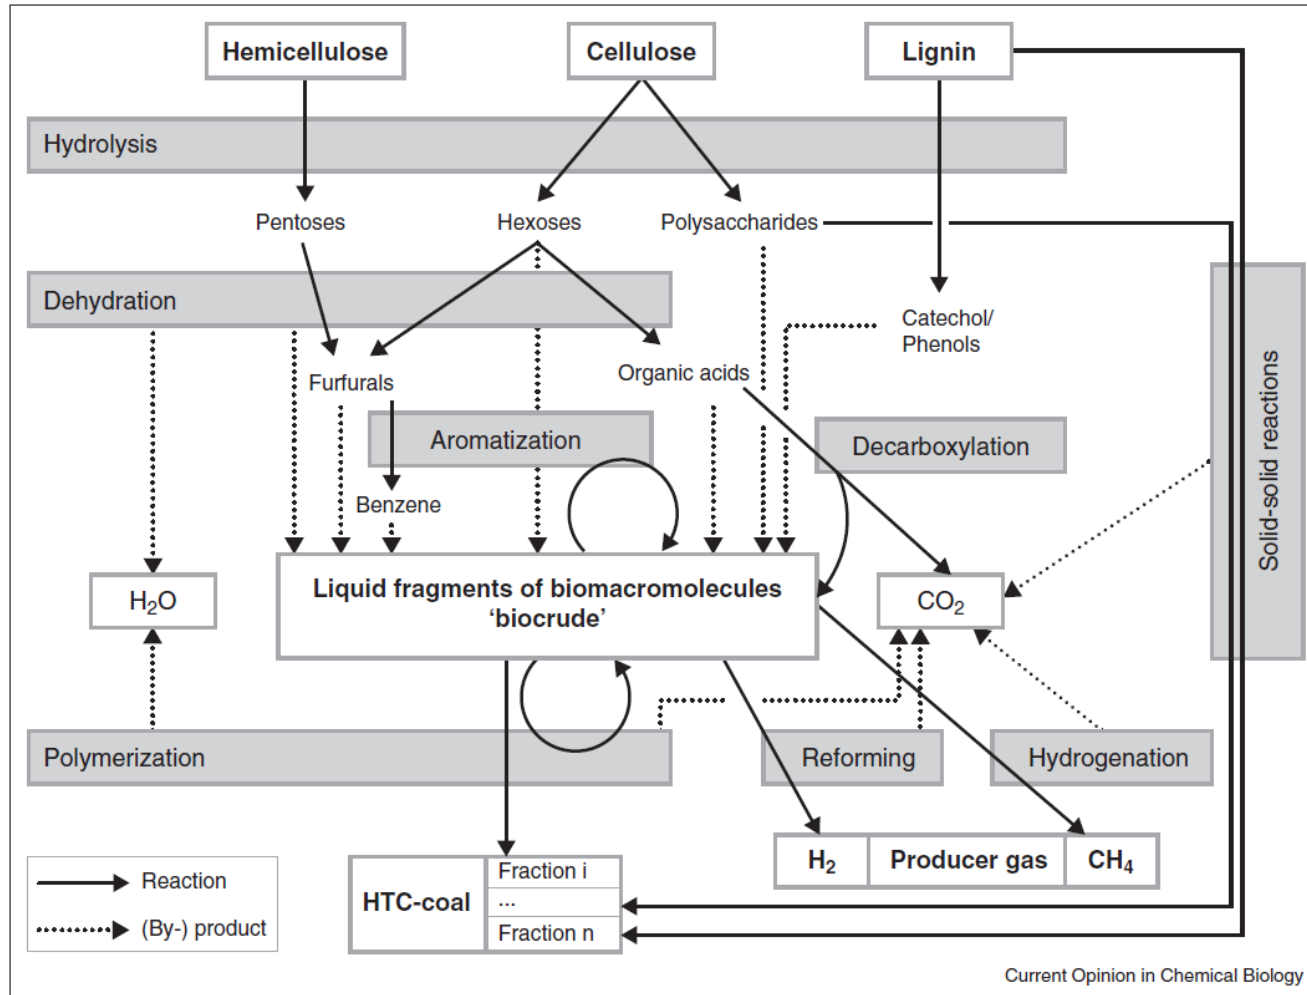 Hemicellulose
Cellulose
Lignin
Hydrolysis
Pentoses
Hexoses
Polysaccharides
Dehydration
Catechol/
Phenols
Furfurals
Organic acids
Aromatization
Decarboxylation
Solid-solid reactions
Benzene
H₂O
Liquid fragments of biomacromolecules
'biocrude'
CO₂
Polymerization
Reforming
Hydrogenation
H₂
Producer gas
CH₄
HTC-coal
Fraction i
...
Fraction n
Reaction
(By-) product
Current Opinion in Chemical Biology